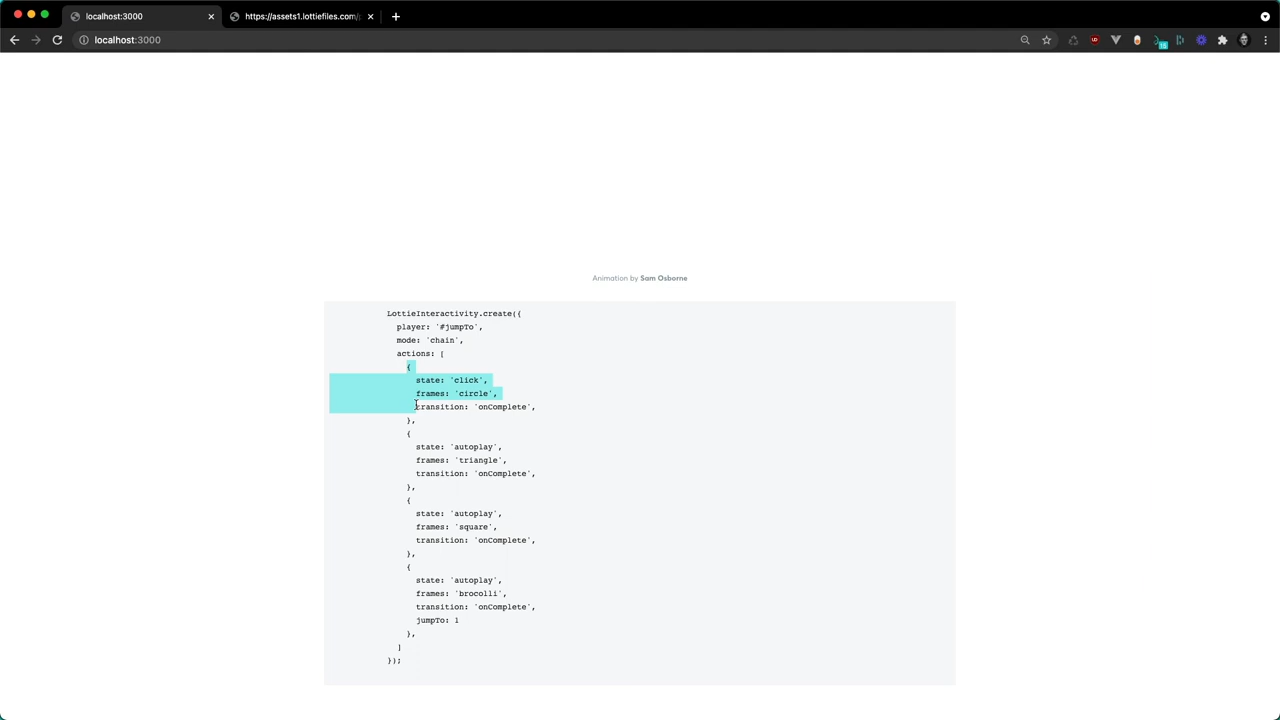 localhost:3000
https://assets1.lottiefiles.com/
localhost:3000
15
Animation by Sam Osborne
LottieInteractivity.create({
player: '#jumpTo',
mode: 'chain',
actions: [
{
state: 'click',
frames: 'circle',
transition: 'onComplete',
},
{
state: 'autoplay',
frames: 'triangle',
transition: 'onComplete',
},
{
state: 'autoplay',
frames: 'square',
transition: 'onComplete',
},
{
state: 'autoplay',
frames: 'brocolli',
transition: 'onComplete',
jumpTo: 1
},
]
});